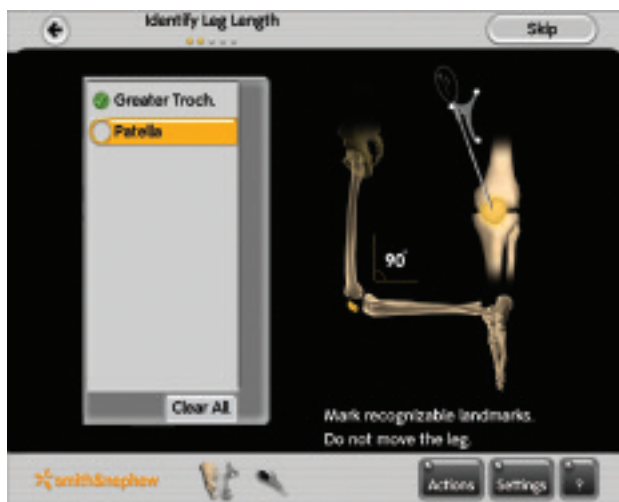 Identify Leg Length
Skip
Greater Troch.
Patella
90°
Clear All
Mark recognizable landmarks.
Do not move the leg.
smith&nephew
Actions
Settings
?